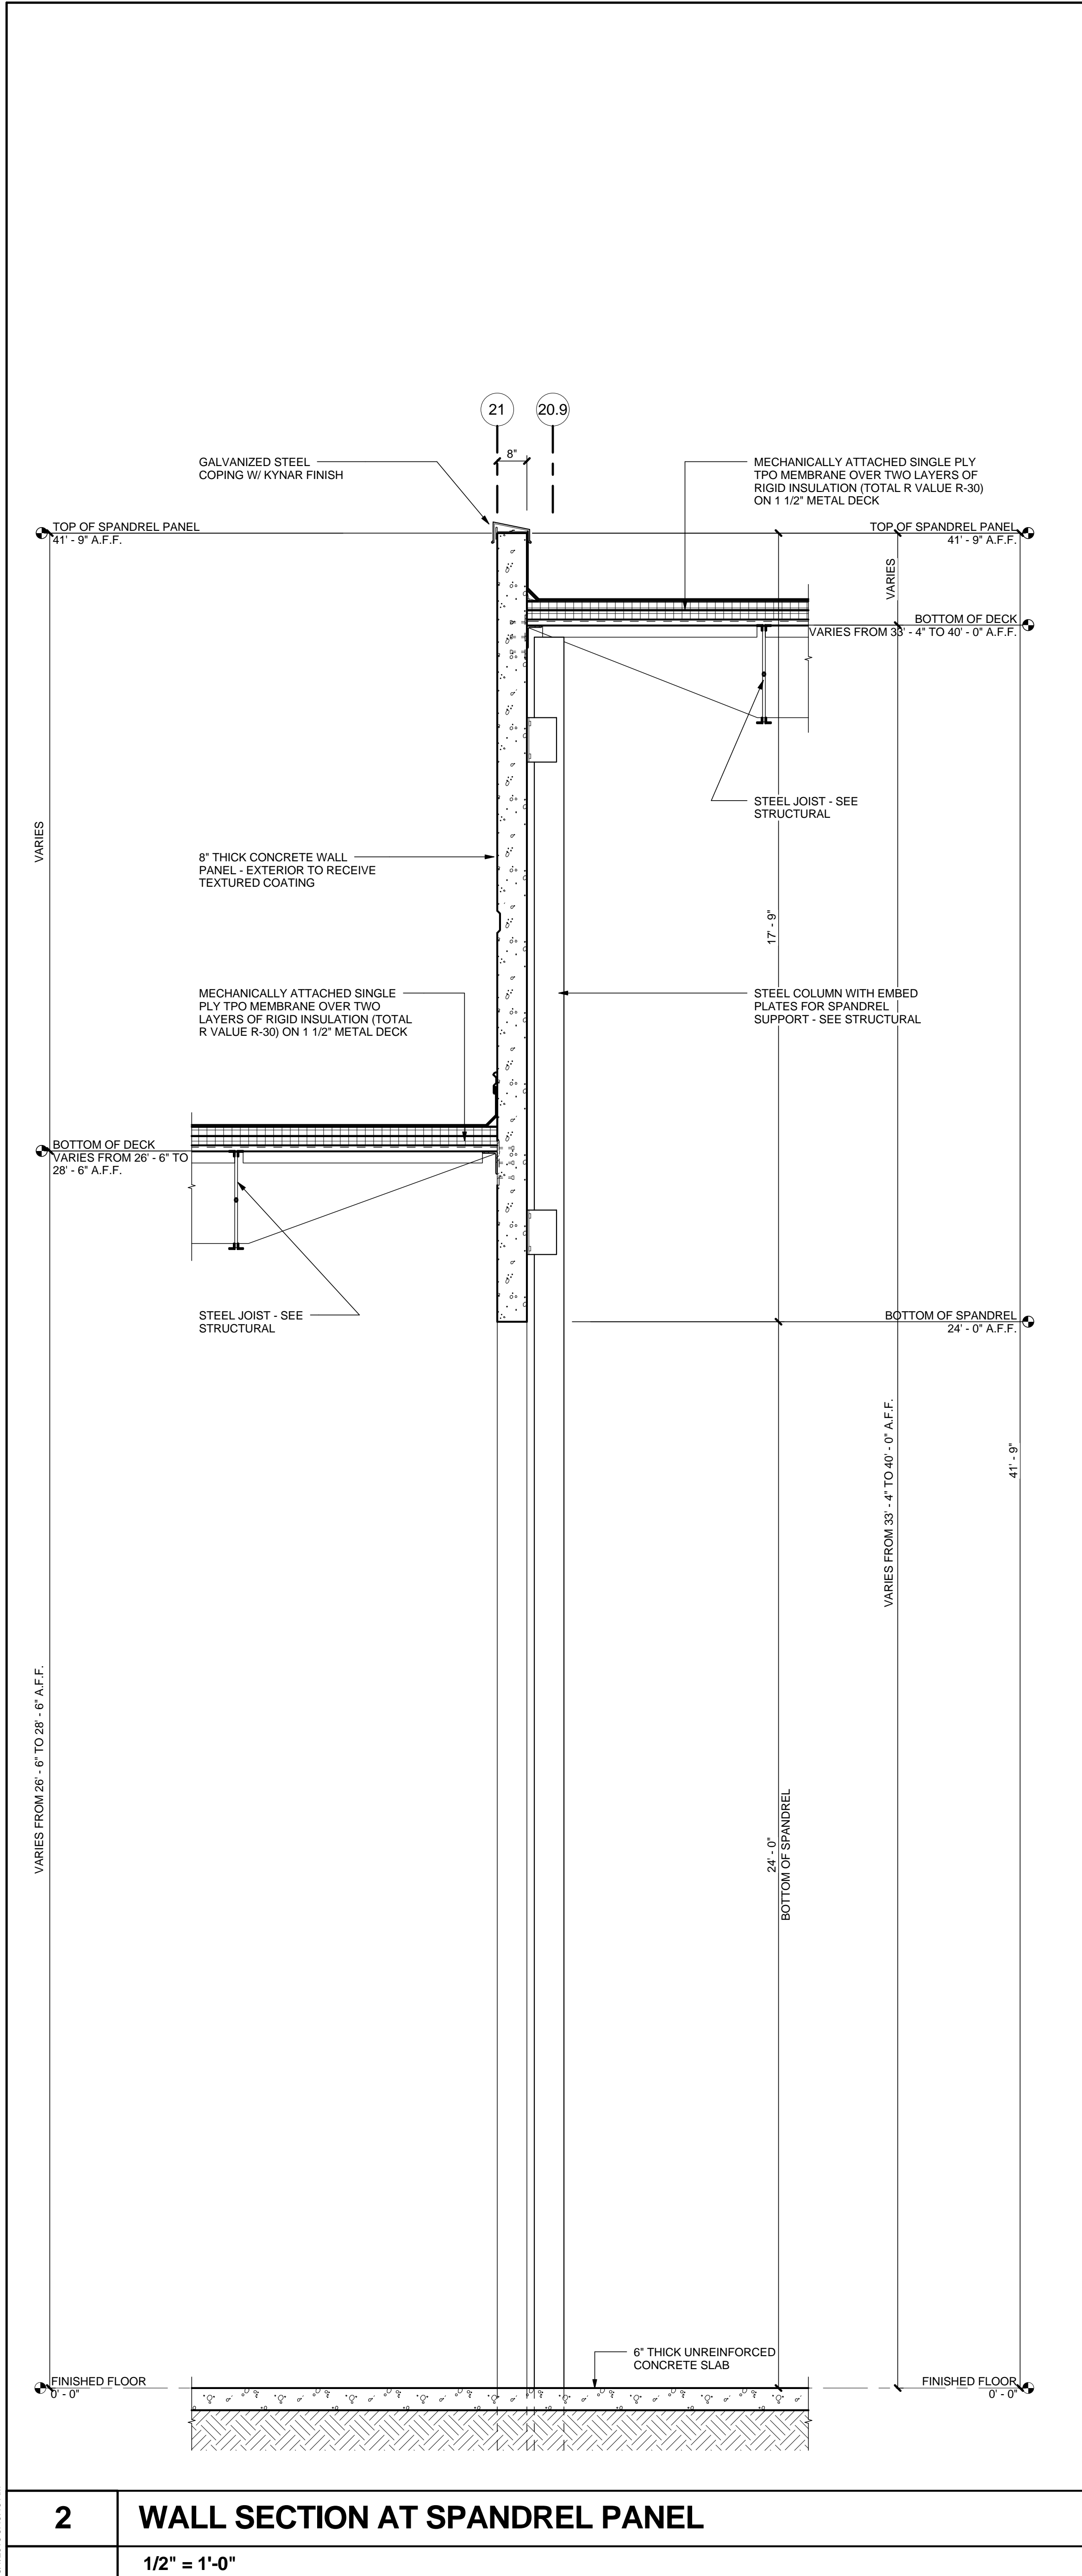 21
20.9
8"
GALVANIZED STEEL
COPING W/ KYNAR FINISH
MECHANICALLY ATTACHED SINGLE PLY
TPO MEMBRANE OVER TWO LAYERS OF
RIGID INSULATION (TOTAL R VALUE R-30)
ON 1 1/2" METAL DECK
TOP OF SPANDREL PANEL
41' - 9" A.F.F.
TOP OF SPANDREL PANEL
41' - 9" A.F.F.
VARIES
BOTTOM OF DECK
VARIES FROM 33' - 4" TO 40' - 0" A.F.F.
STEEL JOIST - SEE
STRUCTURAL
VARIES
8" THICK CONCRETE WALL
PANEL - EXTERIOR TO RECEIVE
TEXTURED COATING
17' - 9"
MECHANICALLY ATTACHED SINGLE
PLY TPO MEMBRANE OVER TWO
LAYERS OF RIGID INSULATION (TOTAL
R VALUE R-30) ON 1 1/2" METAL DECK
STEEL COLUMN WITH EMBED
PLATES FOR SPANDREL
SUPPORT - SEE STRUCTURAL
BOTTOM OF DECK
VARIES FROM 26' - 6" TO
28' - 6" A.F.F.
STEEL JOIST - SEE
STRUCTURAL
BOTTOM OF SPANDREL
24' - 0" A.F.F.
VARIES FROM 33' - 4" TO 40' - 0" A.F.F.
41' - 9"
VARIES FROM 26' - 6" TO 28' - 6" A.F.F.
24' - 0"
BOTTOM OF SPANDREL
6" THICK UNREINFORCED
CONCRETE SLAB
FINISHED FLOOR
0' - 0"
FINISHED FLOOR
0' - 0"
2
WALL SECTION AT SPANDREL PANEL
1/2" = 1'-0"